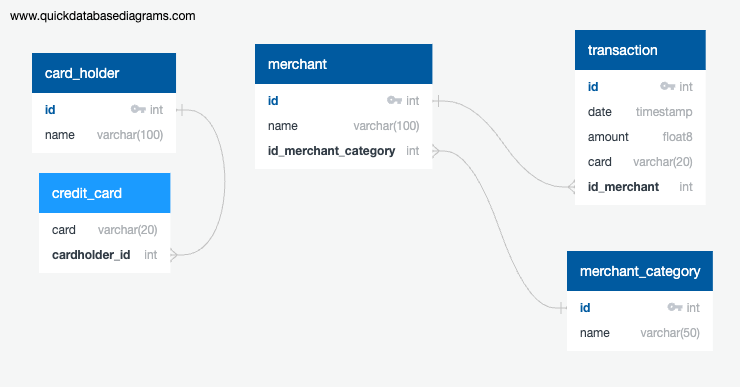 www.quickdatabasediagrams.com
card_holder
id int
name varchar(100)
credit_card
card varchar(20)
cardholder_id int
merchant
id int
name varchar(100)
id_merchant_category int
transaction
id int
date timestamp
amount float8
card varchar(20)
id_merchant int
merchant_category
id int
name varchar(50)